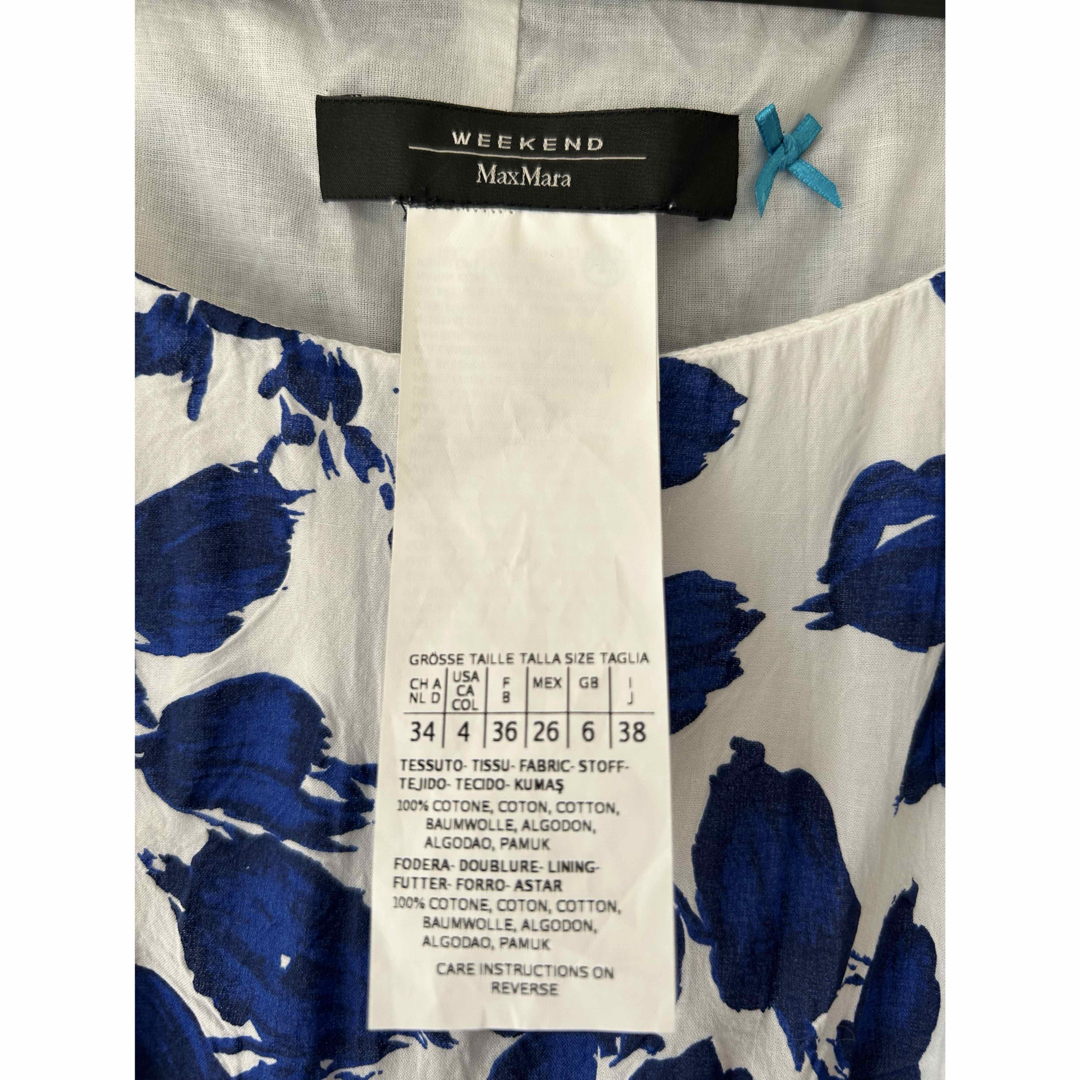 WEEKEND
MaxMara
GRÖSSE TAILLE TALLA SIZE TAGLIA
CH A NL D USA CA COL F B MEX GB I J
34 4 36 26 6 38
TESSUTO- TISSU- FABRIC- STOFF-
TEJIDO- TECIDO- KUMAŞ
100% COTONE, COTON, COTTON,
BAUMWOLLE, ALGODON,
ALGODAO, PAMUK
FODERA- DOUBLURE- LINING-
FUTTER- FORRO- ASTAR
100% COTONE, COTON, COTTON,
BAUMWOLLE, ALGODON,
ALGODAO, PAMUK
CARE INSTRUCTIONS ON
REVERSE